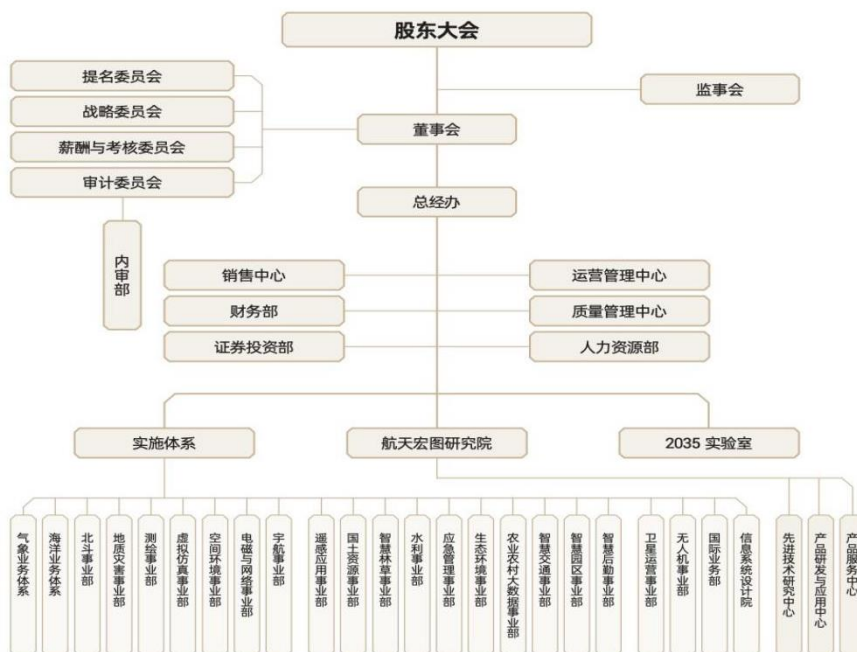 股东大会
提名委员会
战略委员会
薪酬与考核委员会
审计委员会
监事会
董事会
总经办
内审部
销售中心
运营管理中心
财务部
质量管理中心
证券投资部
人力资源部
实施体系
航天宏图研究院
2035 实验室
气象业务体系
海洋业务体系
北斗事业部
地质灾害事业部
测绘事业部
虚拟仿真事业部
空间环境事业部
电磁与网络事业部
宇航事业部
遥感应用事业部
国土资源事业部
智慧林草事业部
水利事业部
应急管理事业部
生态环境事业部
农业农村大数据事业部
智慧交通事业部
智慧园区事业部
智慧后勤事业部
卫星运营事业部
无人机事业部
国际业务部
信息系统设计院
先进技术研究中心
产品研发与应用中心
产品服务中心